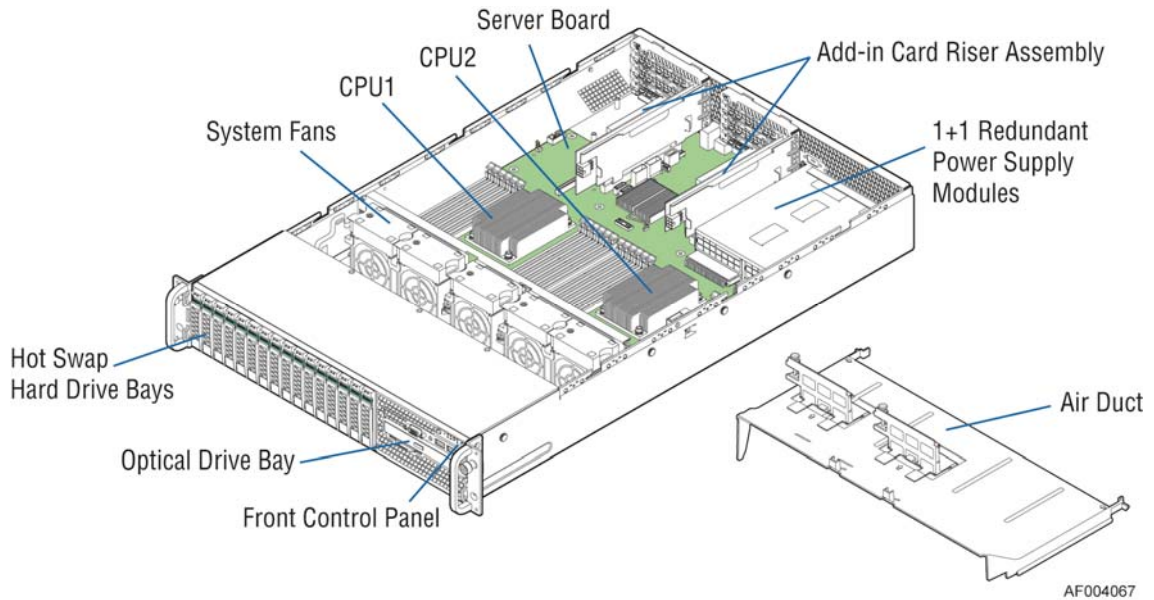 Server Board
CPU2
Add-in Card Riser Assembly
CPU1
System Fans
1+1 Redundant
Power Supply
Modules
Hot Swap
Hard Drive Bays
Air Duct
Optical Drive Bay
Front Control Panel
AF004067